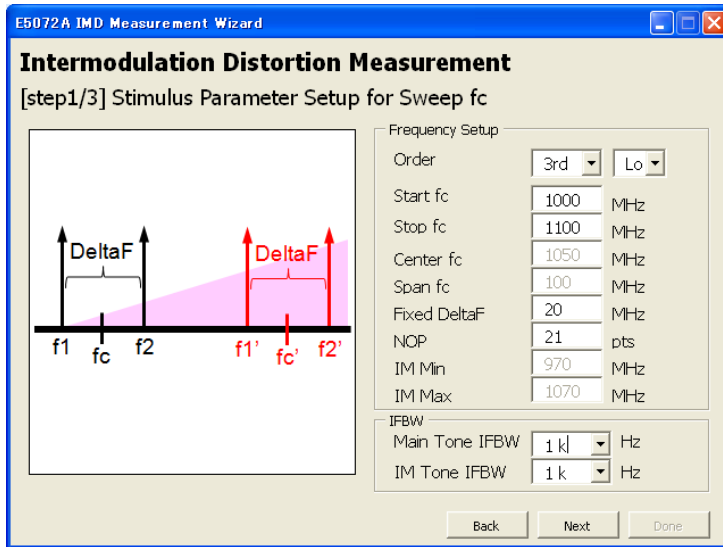 E5072A IMD Measurement Wizard
Intermodulation Distortion Measurement
[step1/3] Stimulus Parameter Setup for Sweep fc
DeltaF
DeltaF
f1
fc
f2
f1'
fc'
f2'
Frequency Setup
Order 3rd Lo
Start fc 1000 MHz
Stop fc 1100 MHz
Center fc 1050 MHz
Span fc 100 MHz
Fixed DeltaF 20 MHz
NOP 21 pts
IM Min 970 MHz
IM Max 1070 MHz
IFBW
Main Tone IFBW 1 k Hz
IM Tone IFBW 1 k Hz
Back Next Done